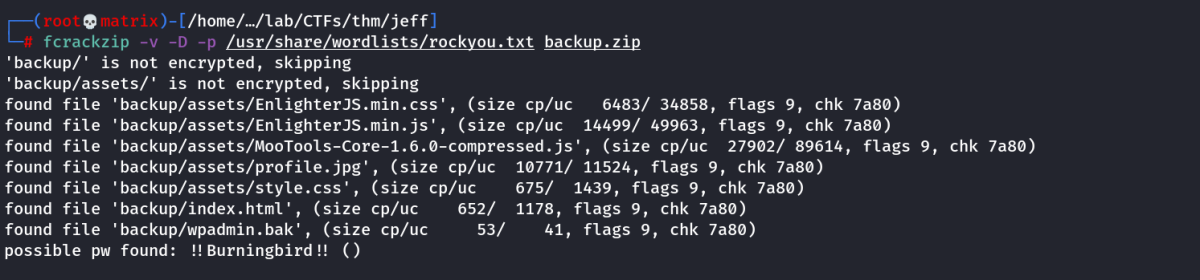 ┌──(root💀matrix)-[/home/…/lab/CTFs/thm/jeff]
└─# fcrackzip -v -D -p /usr/share/wordlists/rockyou.txt backup.zip
'backup/' is not encrypted, skipping
'backup/assets/' is not encrypted, skipping
found file 'backup/assets/EnlighterJS.min.css', (size cp/uc   6483/ 34858, flags 9, chk 7a80)
found file 'backup/assets/EnlighterJS.min.js', (size cp/uc  14499/ 49963, flags 9, chk 7a80)
found file 'backup/assets/MooTools-Core-1.6.0-compressed.js', (size cp/uc  27902/ 89614, flags 9, chk 7a80)
found file 'backup/assets/profile.jpg', (size cp/uc  10771/ 11524, flags 9, chk 7a80)
found file 'backup/assets/style.css', (size cp/uc    675/  1439, flags 9, chk 7a80)
found file 'backup/index.html', (size cp/uc    652/  1178, flags 9, chk 7a80)
found file 'backup/wpadmin.bak', (size cp/uc     53/    41, flags 9, chk 7a80)
possible pw found: !!Burningbird!! ()